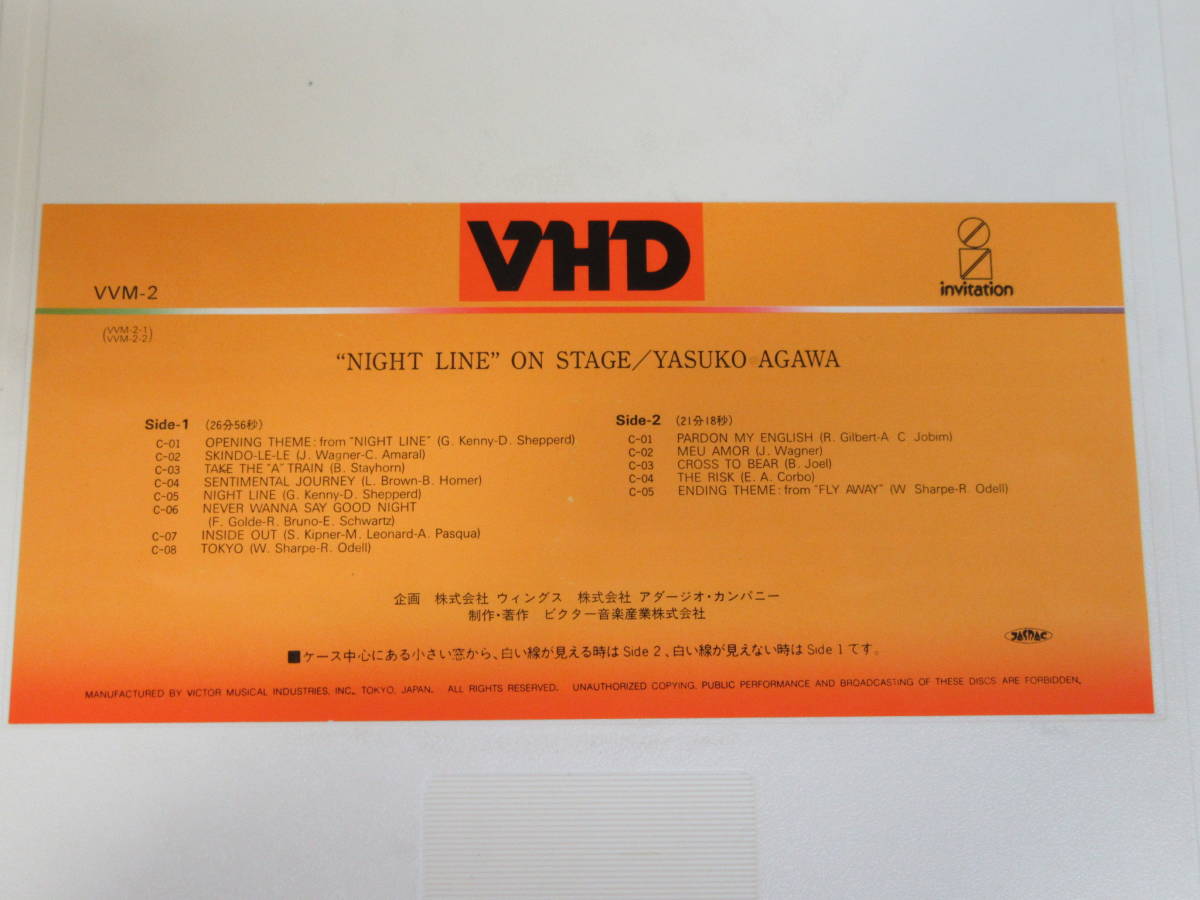 VHD
invitation
VVM-2
(VVM-2-1
VVM-2-2)
“NIGHT LINE” ON STAGE/YASUKO AGAWA
Side-1 (26分56秒)
C-01 OPENING THEME: from "NIGHT LINE" (G. Kenny-D. Shepperd)
C-02 SKINDO-LE-LE (J. Wagner-C. Amaral)
C-03 TAKE THE "A" TRAIN (B. Stayhorn)
C-04 SENTIMENTAL JOURNEY (L. Brown-B. Homer)
C-05 NIGHT LINE (G. Kenny-D. Shepperd)
C-06 NEVER WANNA SAY GOOD NIGHT
(F. Golde-R. Bruno-E. Schwartz)
C-07 INSIDE OUT (S. Kipner-M. Leonard-A. Pasqua)
C-08 TOKYO (W. Sharpe-R. Odell)
Side-2 (21分18秒)
C-01 PARDON MY ENGLISH (R. Gilbert-A. C. Jobim)
C-02 MEU AMOR (J. Wagner)
C-03 CROSS TO BEAR (B. Joel)
C-04 THE RISK (E. A. Corbo)
C-05 ENDING THEME: from "FLY AWAY" (W. Sharpe-R. Odell)
企画 株式会社 ウィングス 株式会社 アダージオ・カンパニー
制作・著作 ビクター音楽産業株式会社
JASRAC
■ケース中心にある小さい窓から、白い線が見える時は Side 2、白い線が見えない時は Side 1 です。
MANUFACTURED BY VICTOR MUSICAL INDUSTRIES, INC. TOKYO, JAPAN. ALL RIGHTS RESERVED. UNAUTHORIZED COPYING, PUBLIC PERFORMANCE AND BROADCASTING OF THESE DISCS ARE FORBIDDEN.